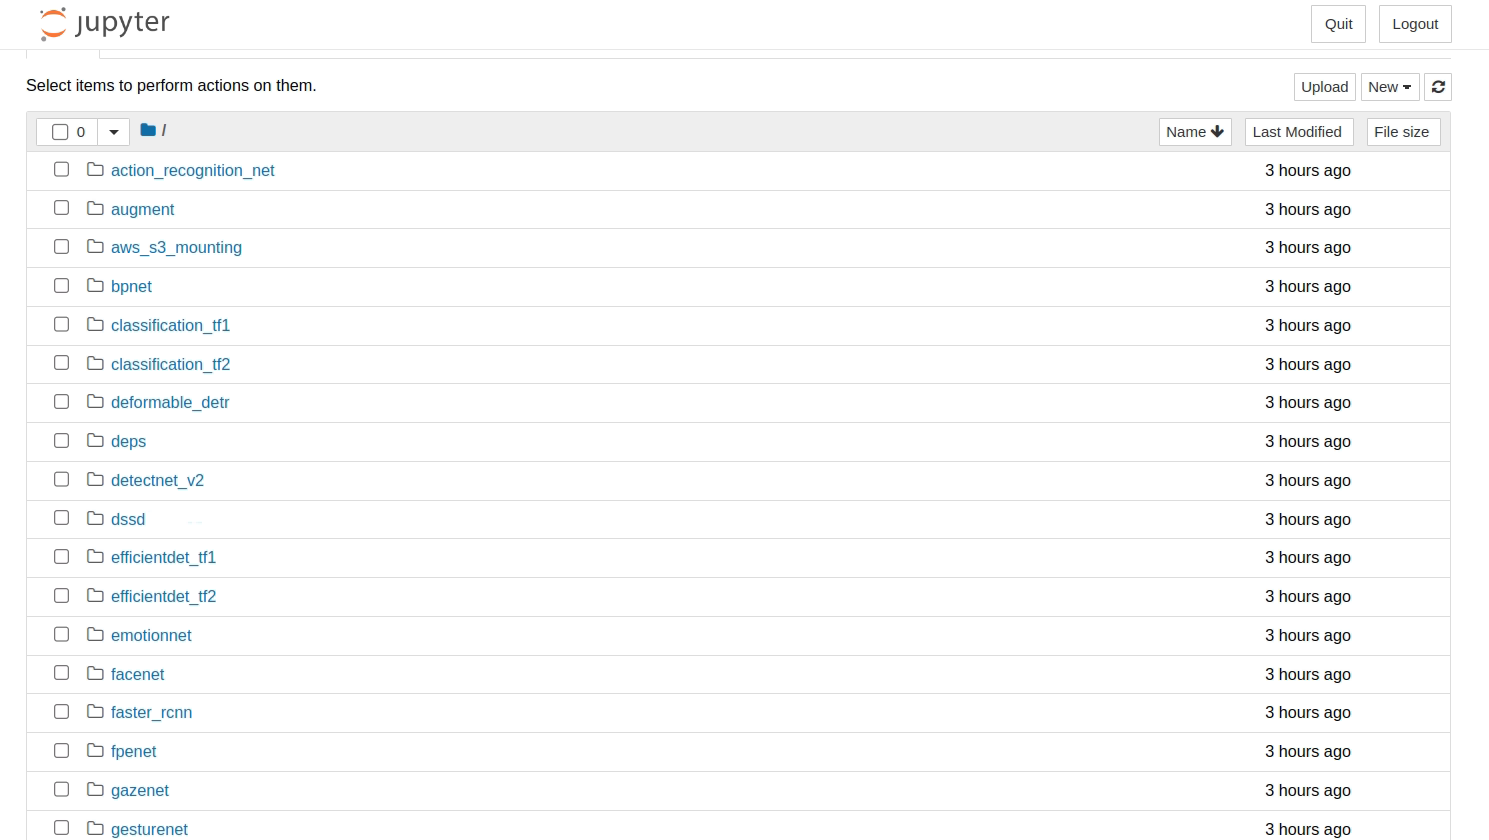 jupyter
Quit Logout
Select items to perform actions on them.
Upload New
0 / Name Last Modified File size
action_recognition_net 3 hours ago
augment 3 hours ago
aws_s3_mounting 3 hours ago
bpnet 3 hours ago
classification_tf1 3 hours ago
classification_tf2 3 hours ago
deformable_detr 3 hours ago
deps 3 hours ago
detectnet_v2 3 hours ago
dssd 3 hours ago
efficientdet_tf1 3 hours ago
efficientdet_tf2 3 hours ago
emotionnet 3 hours ago
facenet 3 hours ago
faster_rcnn 3 hours ago
fpenet 3 hours ago
gazenet 3 hours ago
gesturenet 3 hours ago